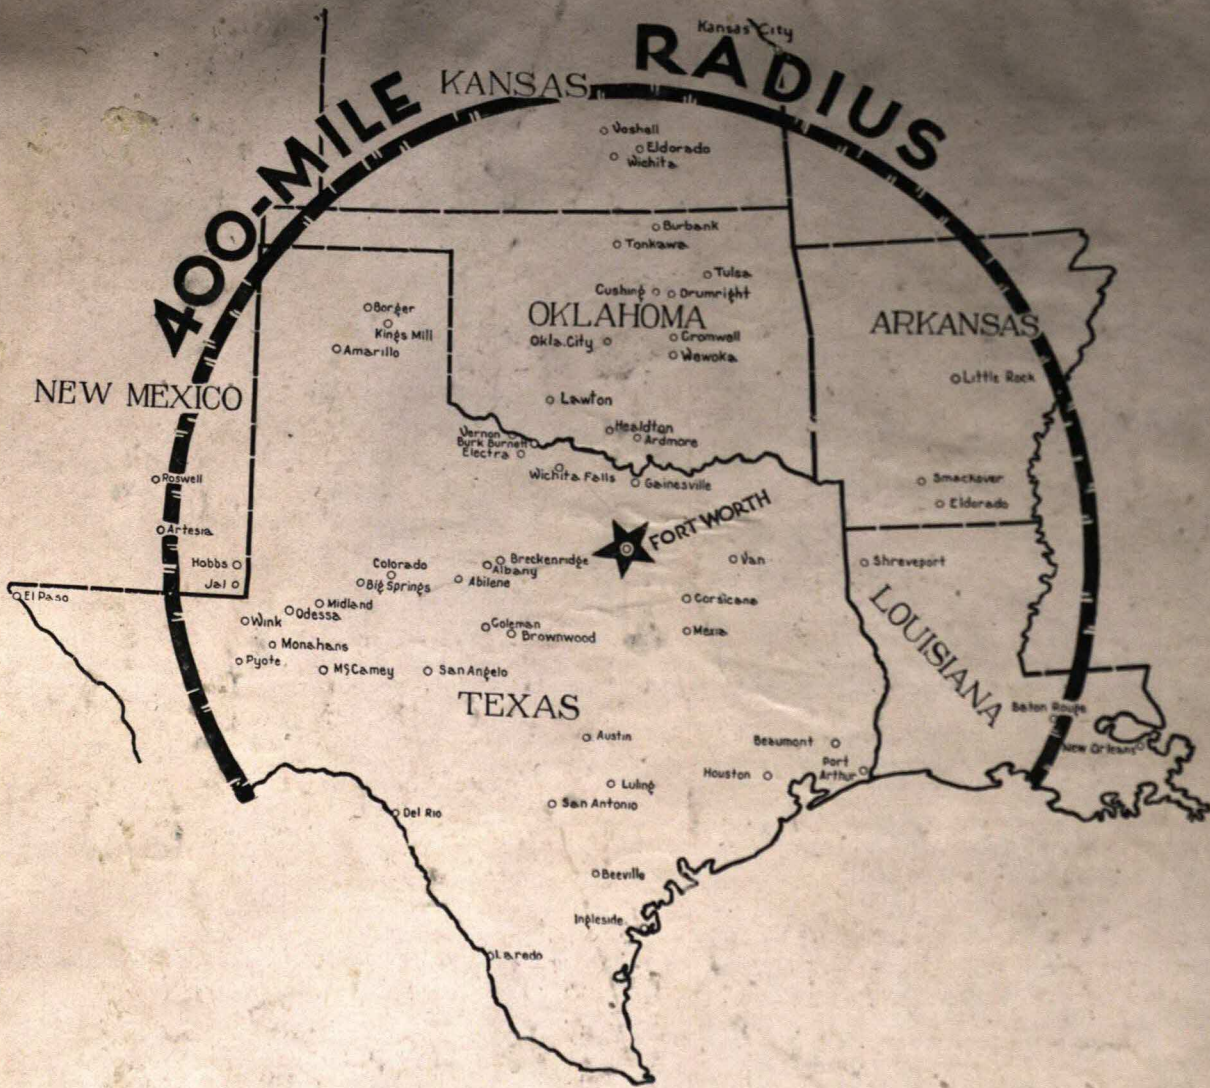 Kansas City
400-MILE RADIUS
KANSAS
Voshell
Eldorado
Wichita
Burbank
Tonkawa
Tulsa
Cushing
Drumright
OKLAHOMA
Okla. City
Cromwell
Wewoka
Lawton
Healdton
Ardmore
ARKANSAS
Little Rock
Smackover
Eldorado
Borger
Kings Mill
Amarillo
NEW MEXICO
Roswell
Artesia
Hobbs
Jal
El Paso
Vernon
Burk Burnett
Electra
Wichita Falls
Gainesville
FORT WORTH
Breckenridge
Albany
Abilene
Colorado
Big Springs
Midland
Odessa
Wink
Monahans
Pyote
McCamey
San Angelo
Coleman
Brownwood
Van
Corsicana
Mexia
Shreveport
LOUISIANA
Baton Rouge
New Orleans
TEXAS
Austin
Beaumont
Port
Arthur
Houston
Luling
San Antonio
Del Rio
Beeville
Ingleside
Laredo